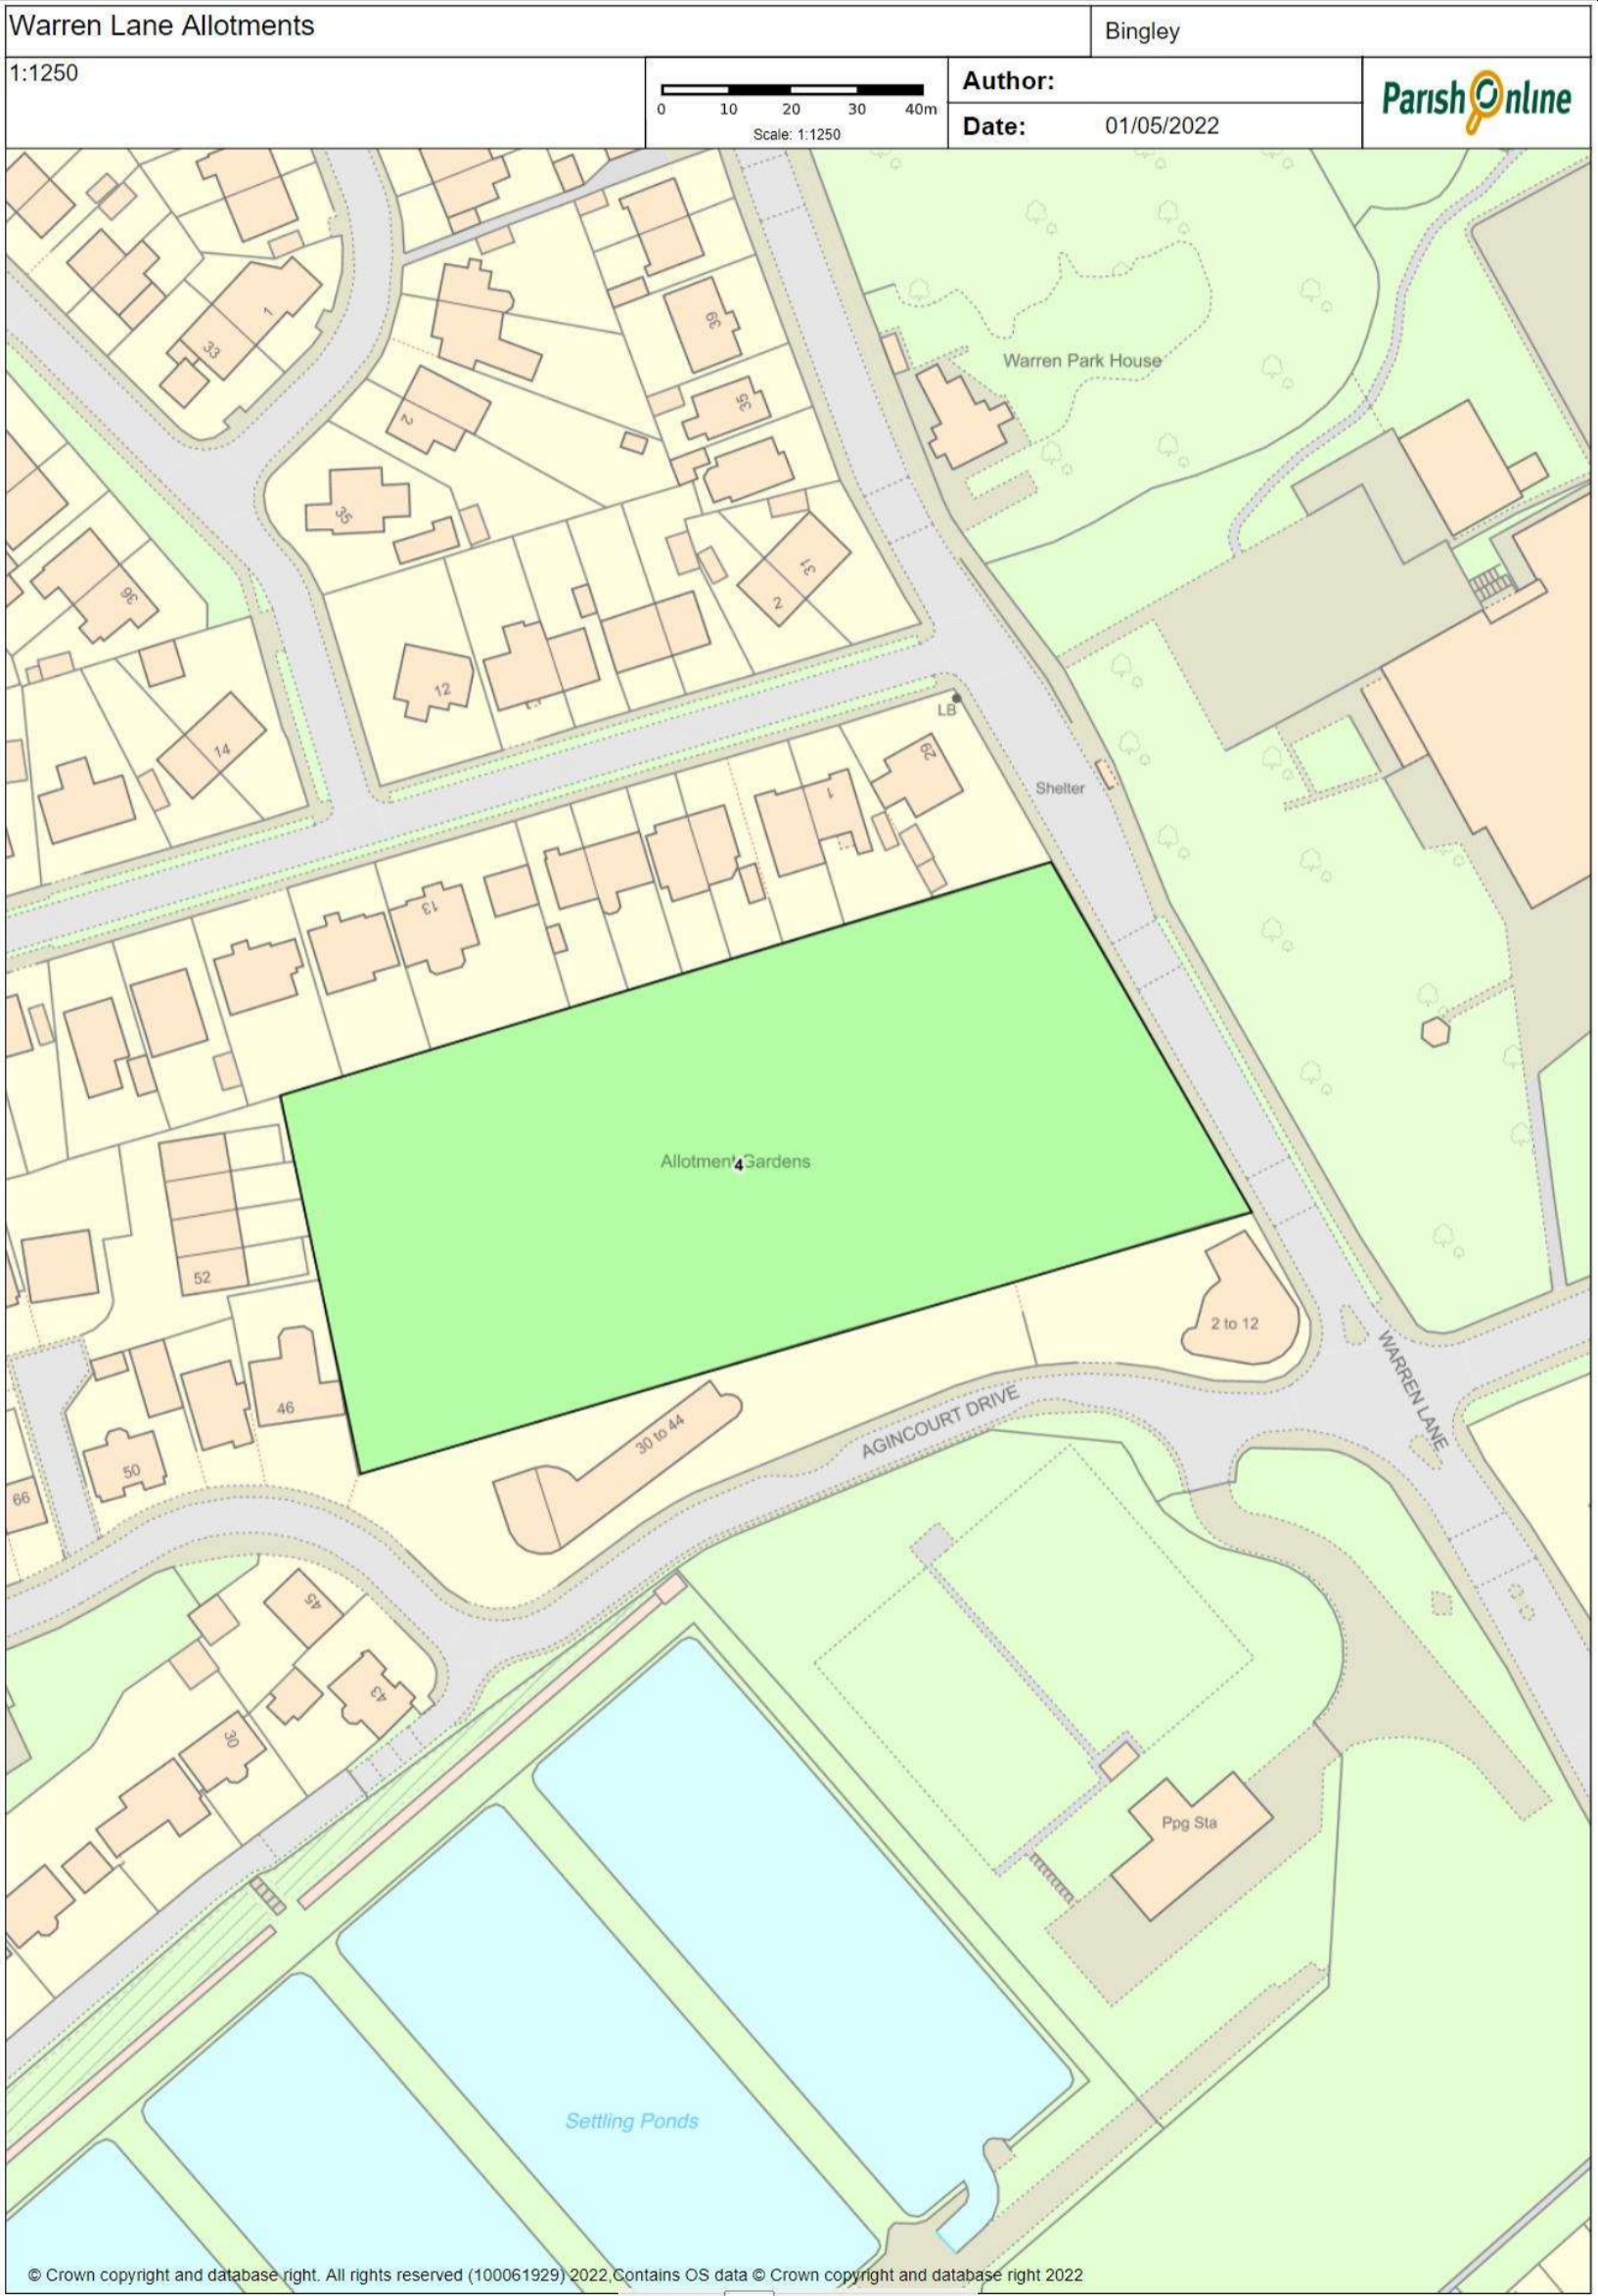 Warren Lane Allotments
Bingley
1:1250
0 10 20 30 40m
Scale: 1:1250
Author:
Date: 01/05/2022
Parish Online
1
33
39
Warren Park House
2
35
35
31
2
36
12
LB
14
29
Shelter
1
13
Allotment Gardens
4
52
2 to 12
WARREN LANE
46
AGINCOURT DRIVE
30 to 44
50
66
45
43
30
Ppg Sta
Settling Ponds
© Crown copyright and database right. All rights reserved (100061929) 2022,Contains OS data © Crown copyright and database right 2022